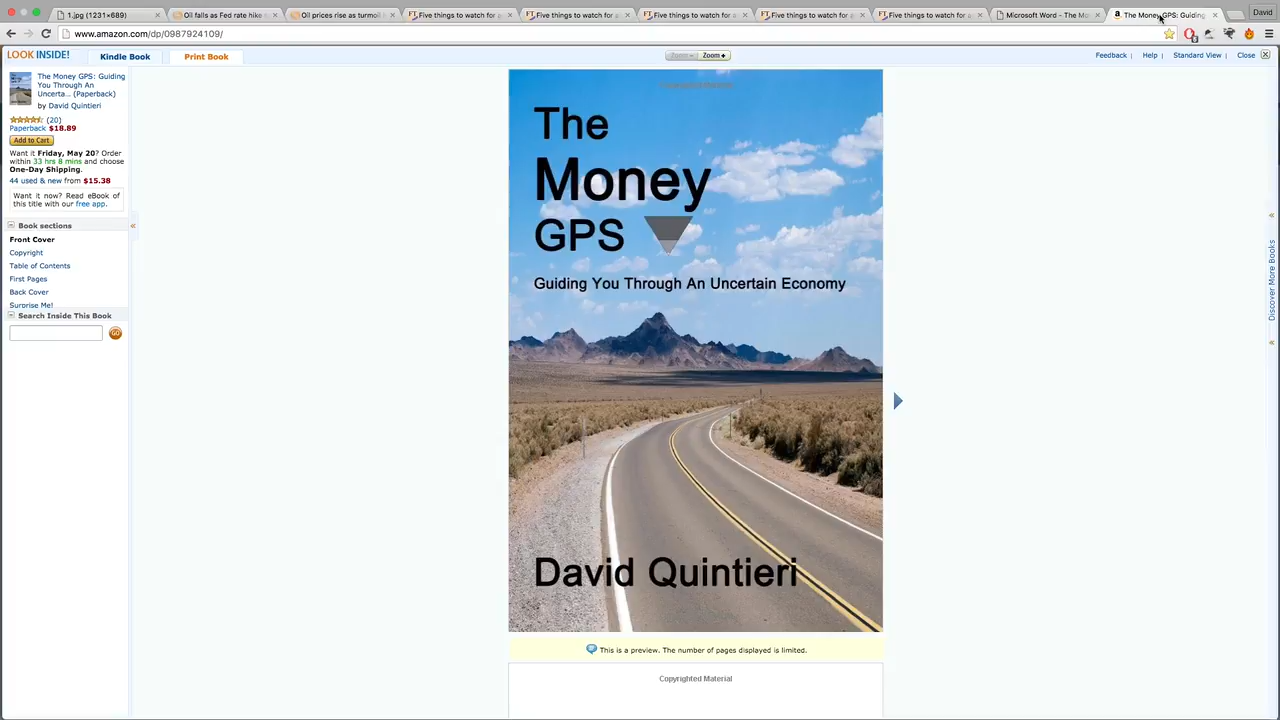 1.jpg (1231×689)
Oil falls as Fed rate hike
Oil prices rise as turmoil
Five things to watch for
Five things to watch for
Five things to watch for
Five things to watch for
Five things to watch for
Microsoft Word - The Mo
The Money GPS: Guiding
David
www.amazon.com/dp/0987924109/
LOOK INSIDE!
Kindle Book
Print Book
Zoom
Zoom
Feedback |
Help |
Standard View |
Close
The Money GPS: Guiding
You Through An
Uncerta... (Paperback)
by David Quintieri
(20)
Paperback $18.89
Add to Cart
Want it Friday, May 20? Order
within 33 hrs 8 mins and choose
One-Day Shipping.
44 used & new from $15.38
Want it now? Read eBook of
this title with our free app.
Book sections
Front Cover
Copyright
Table of Contents
First Pages
Back Cover
Surprise Me!
Search Inside This Book
GO
The
Money
GPS
Guiding You Through An Uncertain Economy
David Quintieri
This is a preview. The number of pages displayed is limited.
Copyrighted Material
Discover More Books